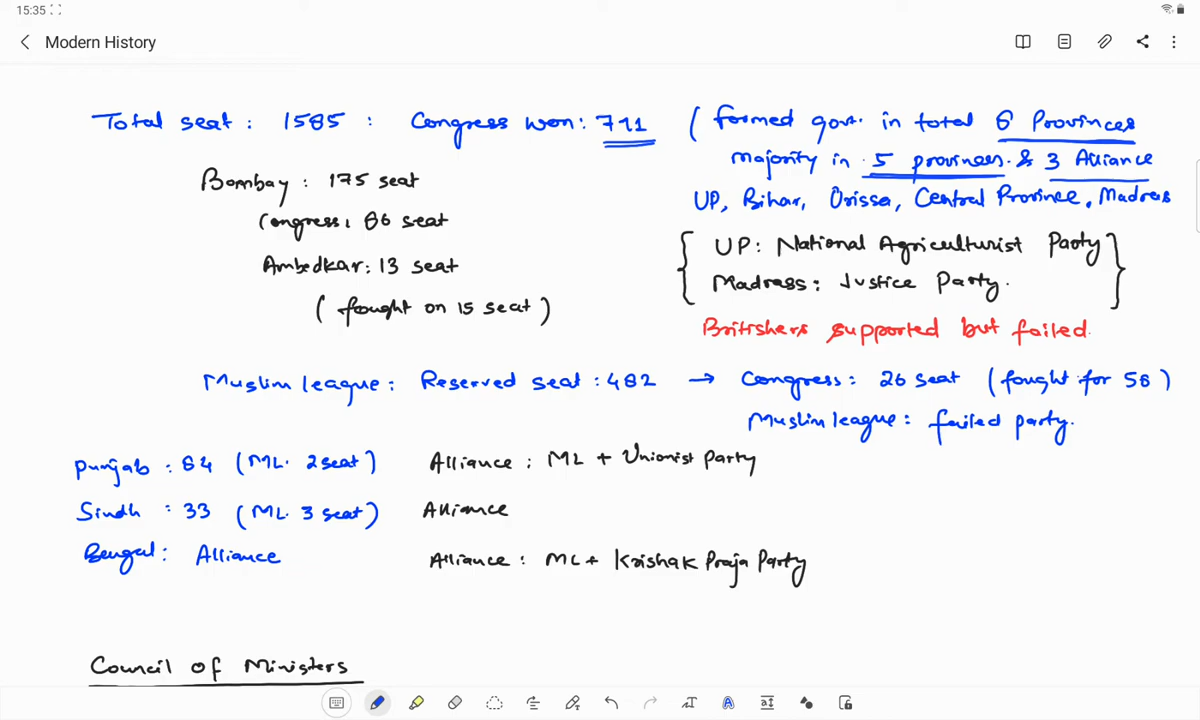 15:35
Modern History
Total seat : 1585 : Congress won : 711 ( formed govt. in total 8 Provinces
majority in 5 provinces & 3 Alliance
UP, Bihar, Orissa, Central Province, Madras
Bombay : 175 seat
Congress : 86 seat
Ambedkar : 13 seat
( fought on 15 seat )
{ UP : National Agriculturist Party }
Madrass : Justice Party.
Britishers supported but failed.
Muslim league : Reserved seat : 482 → Congress : 26 seat ( fought for 58 )
Muslim league : failed party.
Punjab : 84 ( ML. 2 seat ) Alliance : ML + Unionist Party
Sindh : 33 ( ML. 3 seat ) Alliance
Bengal : Alliance Alliance : ML + Krishak Praja Party
Council of Ministers